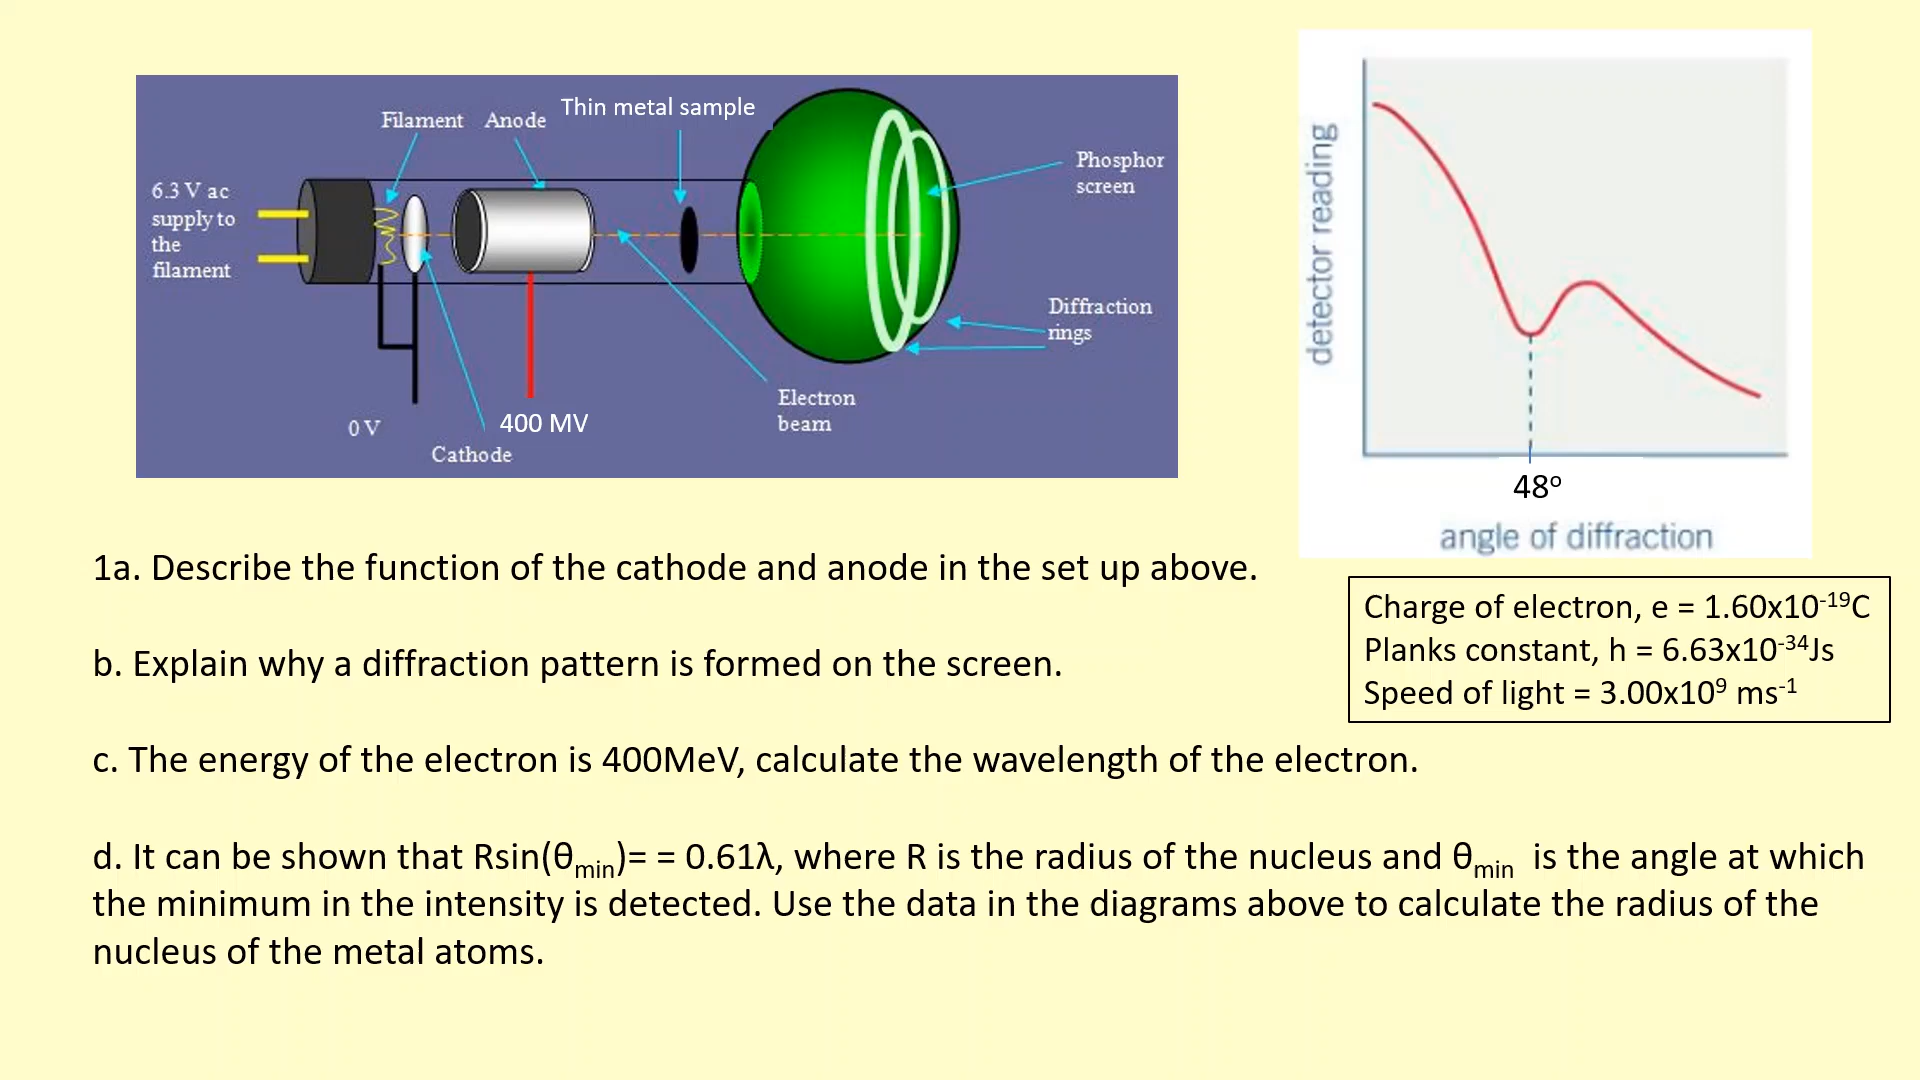 Filament Anode Thin metal sample
6.3 V ac
supply to
the
filament
Phosphor
screen
Diffraction
rings
Electron
beam
0 V
400 MV
Cathode
detector reading
48º
angle of diffraction
1a. Describe the function of the cathode and anode in the set up above.
Charge of electron, e = 1.60x10⁻¹⁹C
Planks constant, h = 6.63x10⁻³⁴Js
Speed of light = 3.00x10⁹ ms⁻¹
b. Explain why a diffraction pattern is formed on the screen.
c. The energy of the electron is 400MeV, calculate the wavelength of the electron.
d. It can be shown that Rsin(θmin)= = 0.61λ, where R is the radius of the nucleus and θmin is the angle at which
the minimum in the intensity is detected. Use the data in the diagrams above to calculate the radius of the
nucleus of the metal atoms.